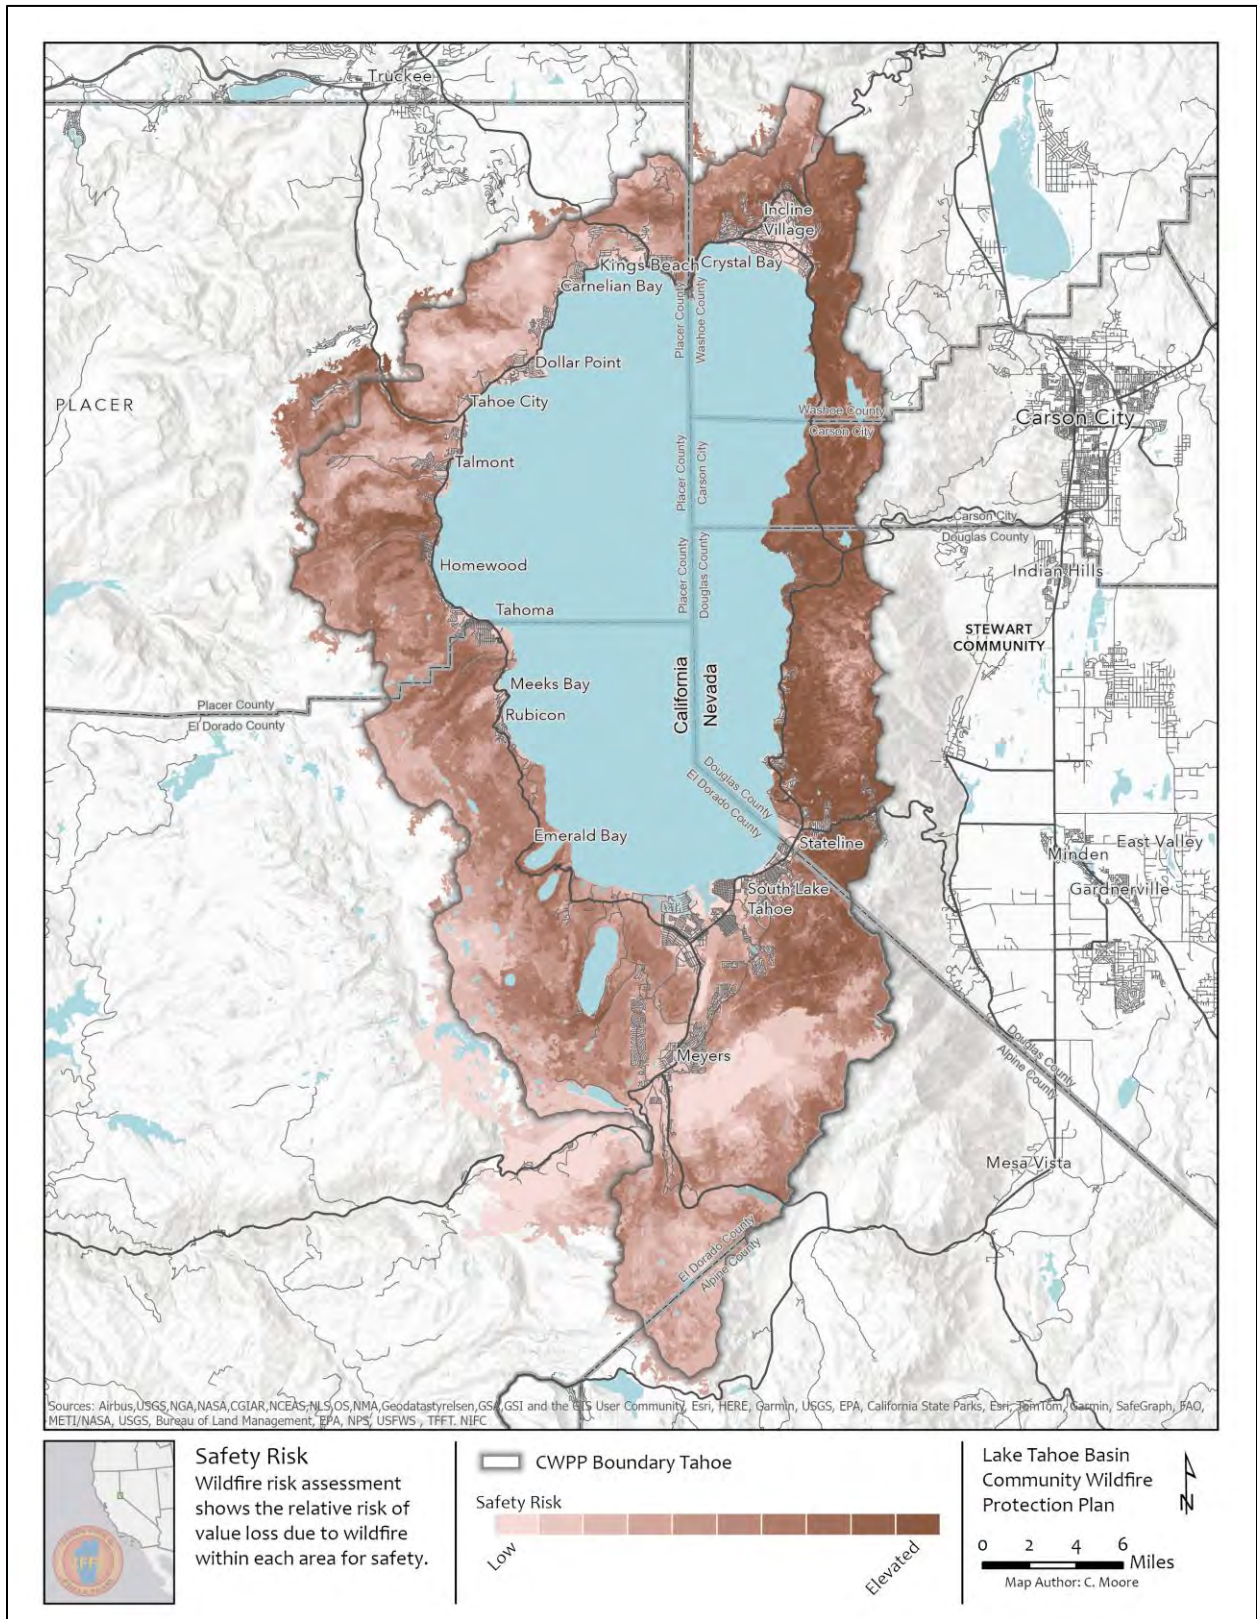 Truckee
Incline
Village
Kings Beach
Crystal Bay
Carnelian Bay
Placer County
Washoe County
Dollar Point
PLACER
Tahoe City
Washoe County
Carson City
Carson City
Talmont
Placer County
Carson City
Carson City
Douglas County
Homewood
Placer County
Douglas County
Indian Hills
Tahoma
STEWART
COMMUNITY
Meeks Bay
Placer County
El Dorado County
Rubicon
California
Nevada
Douglas County
El Dorado County
Emerald Bay
Stateline
Minden
East Valley
Gardnerville
South Lake
Tahoe
Meyers
Douglas County
Alpine County
Mesa Vista
El Dorado County
Alpine County
Sources: Airbus,USGS,NGA,NASA,CGIAR,NCEAS,NLS,OS,NMA,Geodatastyrelsen,GSA,GSI and the GIS User Community, Esri, HERE, Garmin, USGS, EPA, California State Parks, Esri, TomTom, Garmin, SafeGraph, FAO,
METI/NASA, USGS, Bureau of Land Management, EPA, NPS, USFWS , TFFT. NIFC
Safety Risk
Wildfire risk assessment
shows the relative risk of
value loss due to wildfire
within each area for safety.
CWPP Boundary Tahoe
Safety Risk
Low
Elevated
Lake Tahoe Basin
Community Wildfire
Protection Plan
N
0 2 4 6
Miles
Map Author: C. Moore